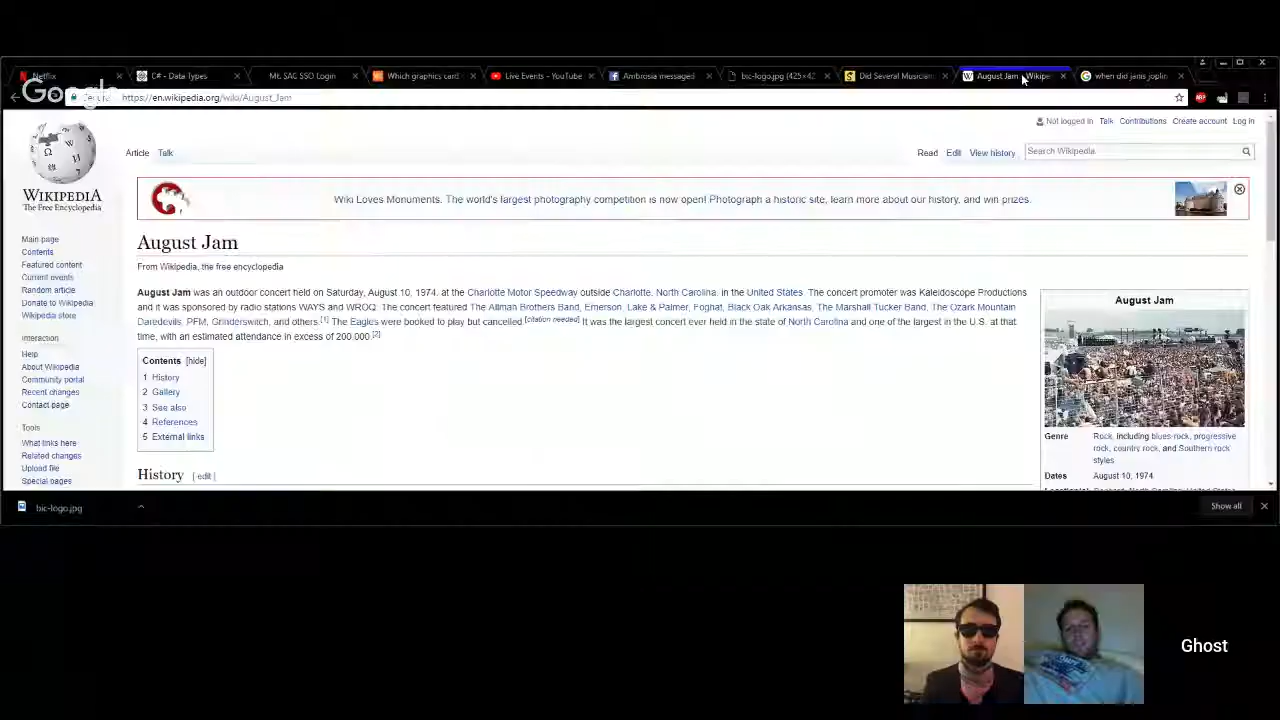 Netflix
C# - Data Types
Mt. SAC SSO Login
Which graphics card
Live Events - YouTube
Ambrosia messaged
bic-logo.jpg (425×42
Did Several Musician
August Jam - Wikipe
when did janis joplin
Google
https://en.wikipedia.org/wiki/August_Jam
Not logged in Talk Contributions Create account Log in
Article Talk
Read Edit View history
Search Wikipedia
WIKIPEDIA
The Free Encyclopedia
Wiki Loves Monuments. The world's largest photography competition is now open! Photograph a historic site, learn more about our history, and win prizes.
Main page
Contents
Featured content
Current events
Random article
Donate to Wikipedia
Wikipedia store
Interaction
Help
About Wikipedia
Community portal
Recent changes
Contact page
Tools
What links here
Related changes
Upload file
Special pages
August Jam
From Wikipedia, the free encyclopedia
August Jam was an outdoor concert held on Saturday, August 10, 1974, at the Charlotte Motor Speedway outside Charlotte, North Carolina, in the United States. The concert promoter was Kaleidoscope Productions
and it was sponsored by radio stations WAYS and WROQ. The concert featured The Allman Brothers Band, Emerson, Lake & Palmer, Foghat, Black Oak Arkansas, The Marshall Tucker Band, The Ozark Mountain
Daredevils, PFM, Grinderswitch, and others.[1] The Eagles were booked to play but cancelled [citation needed] It was the largest concert ever held in the state of North Carolina and one of the largest in the U.S. at that
time, with an estimated attendance in excess of 200,000.[2]
Contents [hide]
1 History
2 Gallery
3 See also
4 References
5 External links
History [ edit ]
August Jam
Genre Rock, including blues-rock, progressive
rock, country rock, and Southern rock
styles
Dates August 10, 1974
bic-logo.jpg
Show all
Ghost